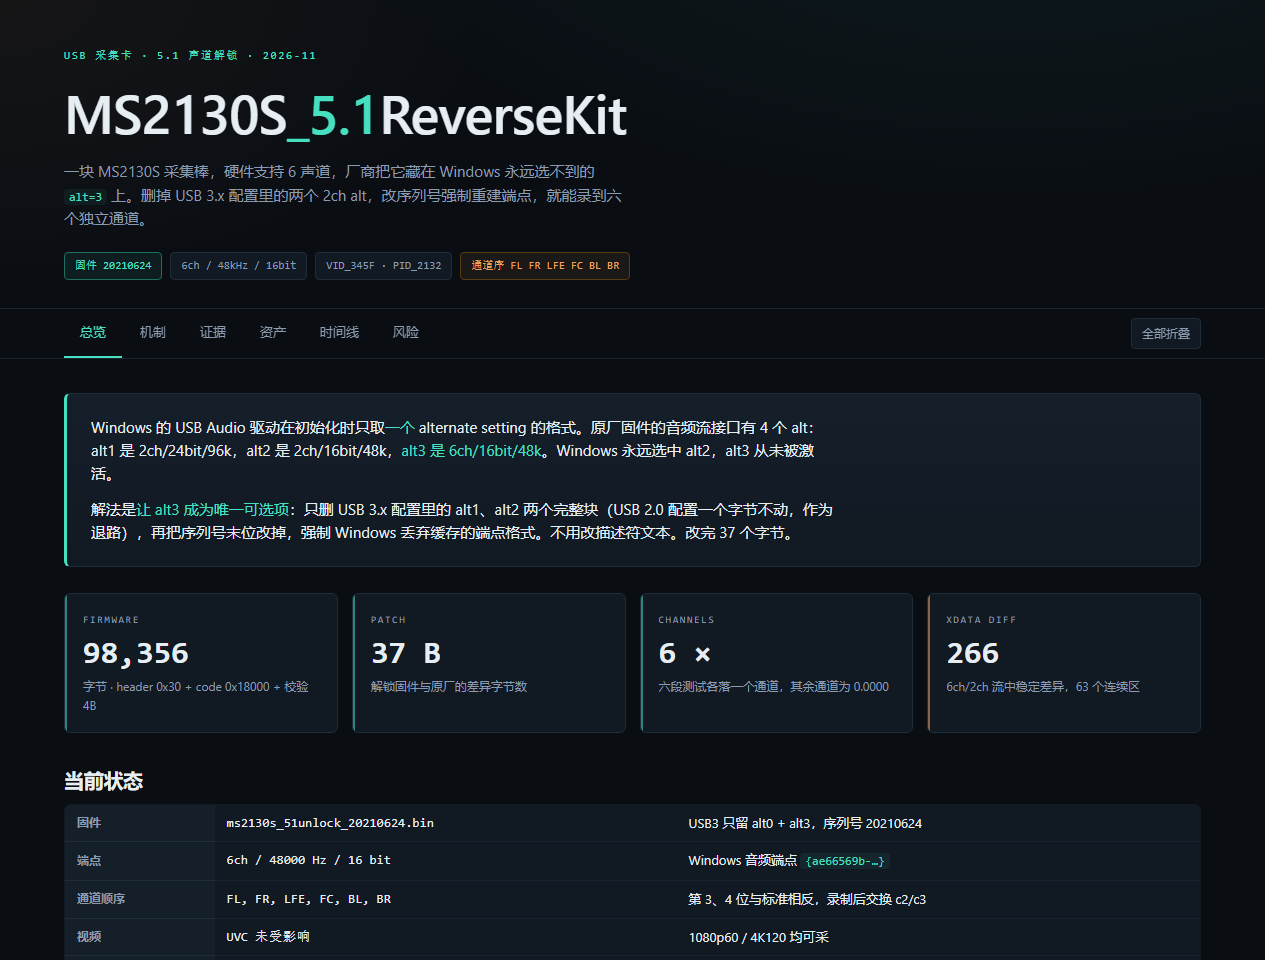 USB 采集卡 · 5.1 声道解锁 · 2026-11
MS2130S_5.1ReverseKit
一块 MS2130S 采集棒，硬件支持 6 声道，厂商把它藏在 Windows 永远选不到的
alt=3 上。删掉 USB 3.x 配置里的两个 2ch alt，改序列号强制重建端点，就能录到六
个独立通道。
固件 20210624
6ch / 48kHz / 16bit
VID_345F · PID_2132
通道序 FL FR LFE FC BL BR
总览
机制
证据
资产
时间线
风险
全部折叠
Windows 的 USB Audio 驱动在初始化时只取一个 alternate setting 的格式。原厂固件的音频流接口有 4 个 alt：
alt1 是 2ch/24bit/96k，alt2 是 2ch/16bit/48k，alt3 是 6ch/16bit/48k。Windows 永远选中 alt2，alt3 从未被激
活。
解法是让 alt3 成为唯一可选项：只删 USB 3.x 配置里的 alt1、alt2 两个完整块（USB 2.0 配置一个字节不动，作为
退路），再把序列号末位改掉，强制 Windows 丢弃缓存的端点格式。不用改描述符文本。改完 37 个字节。
FIRMWARE
98,356
字节 · header 0x30 + code 0x18000 + 校验
4B
PATCH
37 B
解锁固件与原厂的差异字节数
CHANNELS
6 ×
六段测试各落一个通道，其余通道为 0.0000
XDATA DIFF
266
6ch/2ch 流中稳定差异，63 个连续区
当前状态
固件 ms2130s_51unlock_20210624.bin USB3 只留 alt0 + alt3，序列号 20210624
端点 6ch / 48000 Hz / 16 bit Windows 音频端点 {ae66569b-…}
通道顺序 FL, FR, LFE, FC, BL, BR 第 3、4 位与标准相反，录制后交换 c2/c3
视频 UVC 未受影响 1080p60 / 4K120 均可采